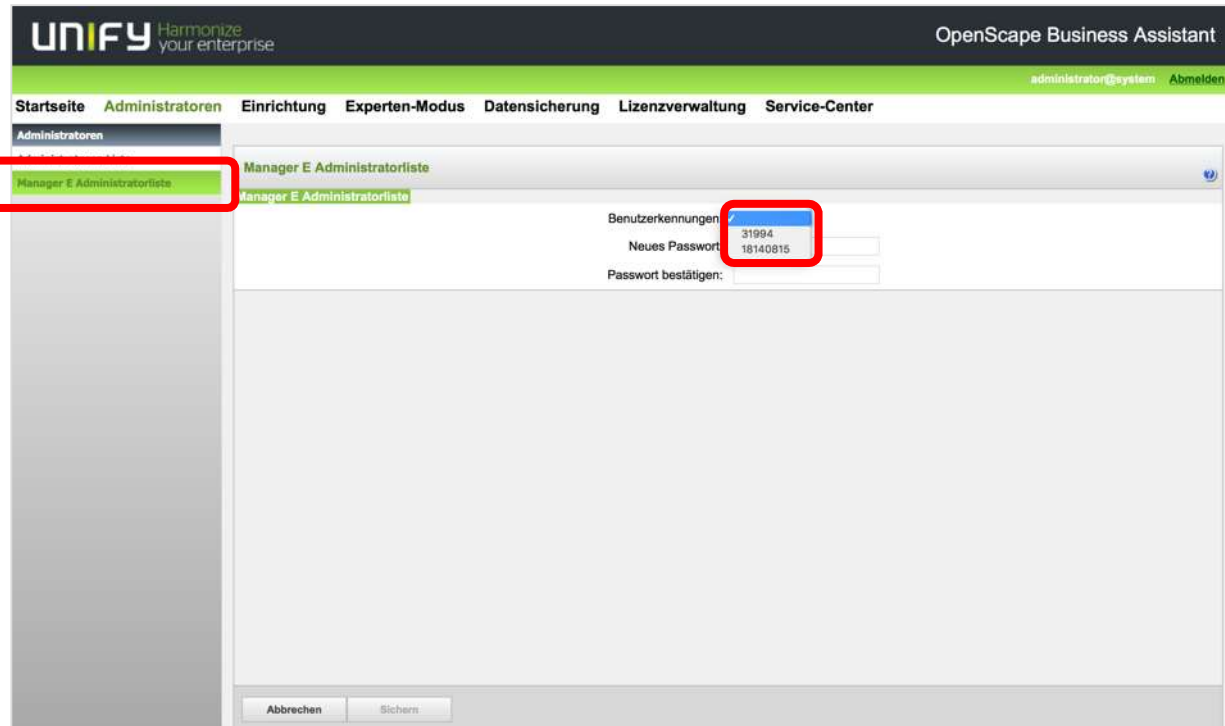 UNIFY Harmonize your enterprise
OpenScape Business Assistant
administrator@system Abmelden
Startseite Administratoren Einrichtung Experten-Modus Datensicherung Lizenzverwaltung Service-Center
Administratoren
Manager E Administratorliste
Manager E Administratorliste
Manager E Administratorliste
Benutzerkennungen
31994
18140815
Neues Passwort
Passwort bestätigen:
Abbrechen Sichern